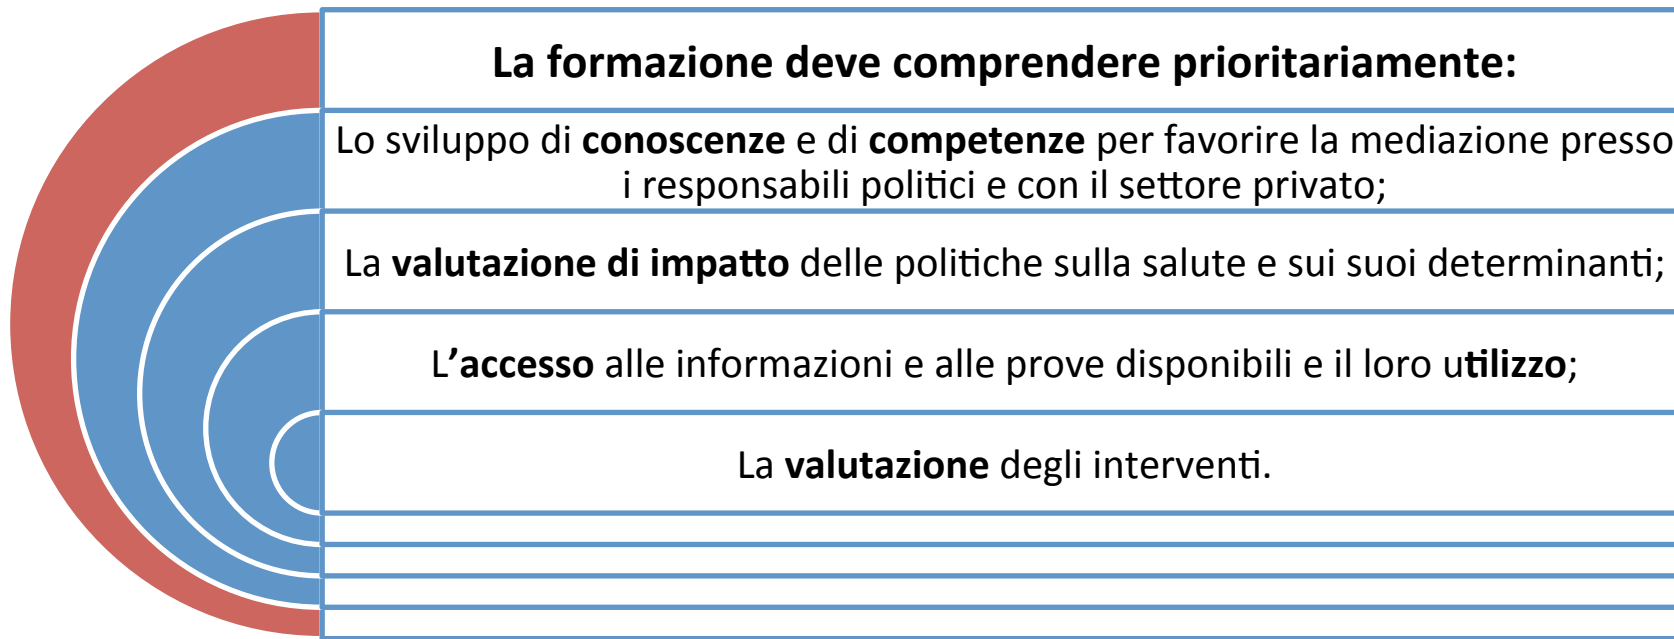 La formazione deve comprendere prioritariamente:
Lo sviluppo di conoscenze e di competenze per favorire la mediazione presso
i responsabili politici e con il settore privato;
La valutazione di impatto delle politiche sulla salute e sui suoi determinanti;
L'accesso alle informazioni e alle prove disponibili e il loro utilizzo;
La valutazione degli interventi.